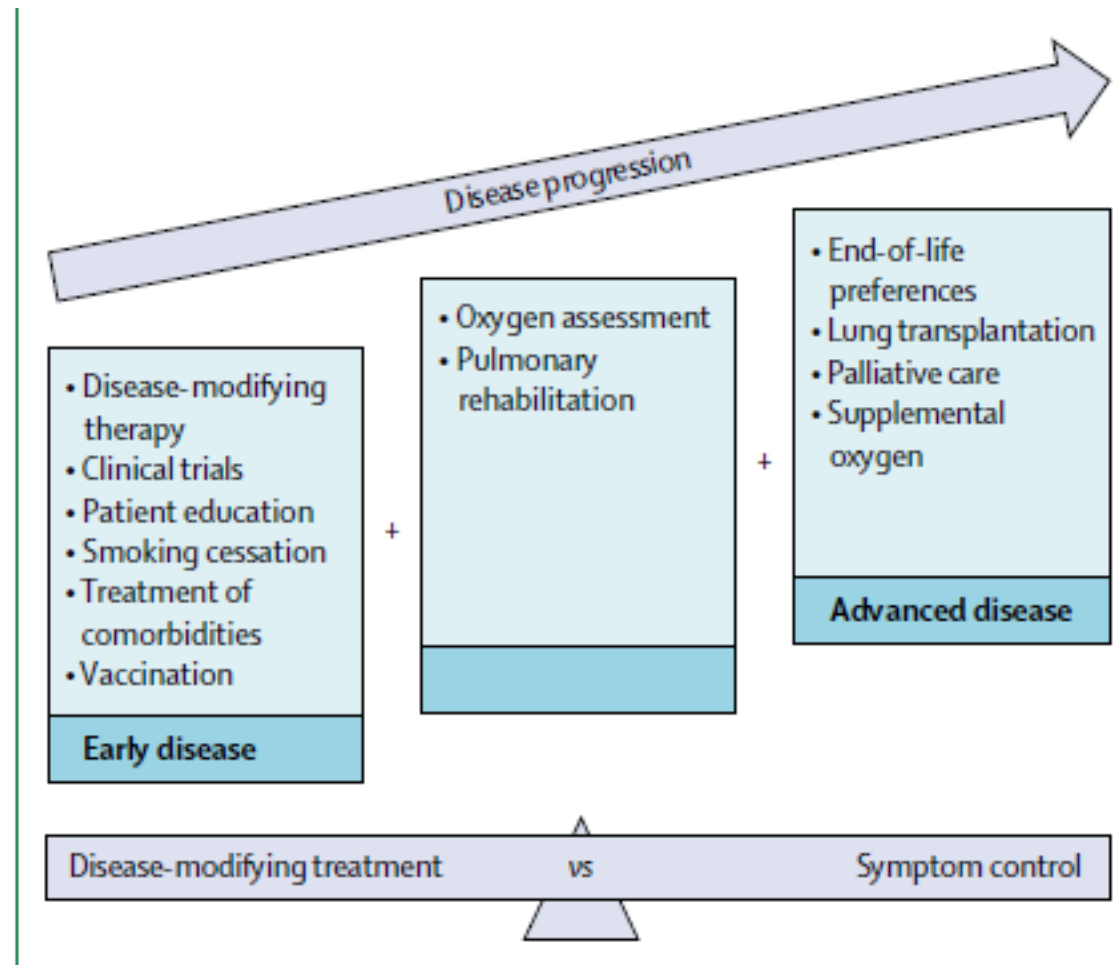 Disease progression
• Disease-modifying
therapy
• Clinical trials
• Patient education
• Smoking cessation
• Treatment of
comorbidities
• Vaccination
Early disease
+
• Oxygen assessment
• Pulmonary
rehabilitation
+
• End-of-life
preferences
• Lung transplantation
• Palliative care
• Supplemental
oxygen
Advanced disease
Disease-modifying treatment vs Symptom control